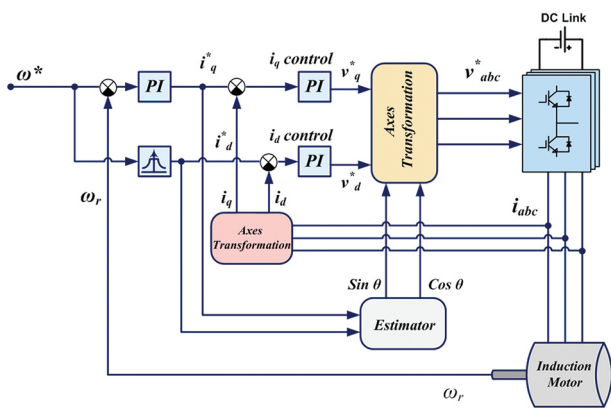 DC Link
ω*
PI
i*q
iq control
PI
v*q
Axes Transformation
v*abc
i*d
id control
PI
v*d
ωr
iq
id
iabc
Axes
Transformation
Sin θ
Cos θ
Estimator
Induction
Motor
ωr